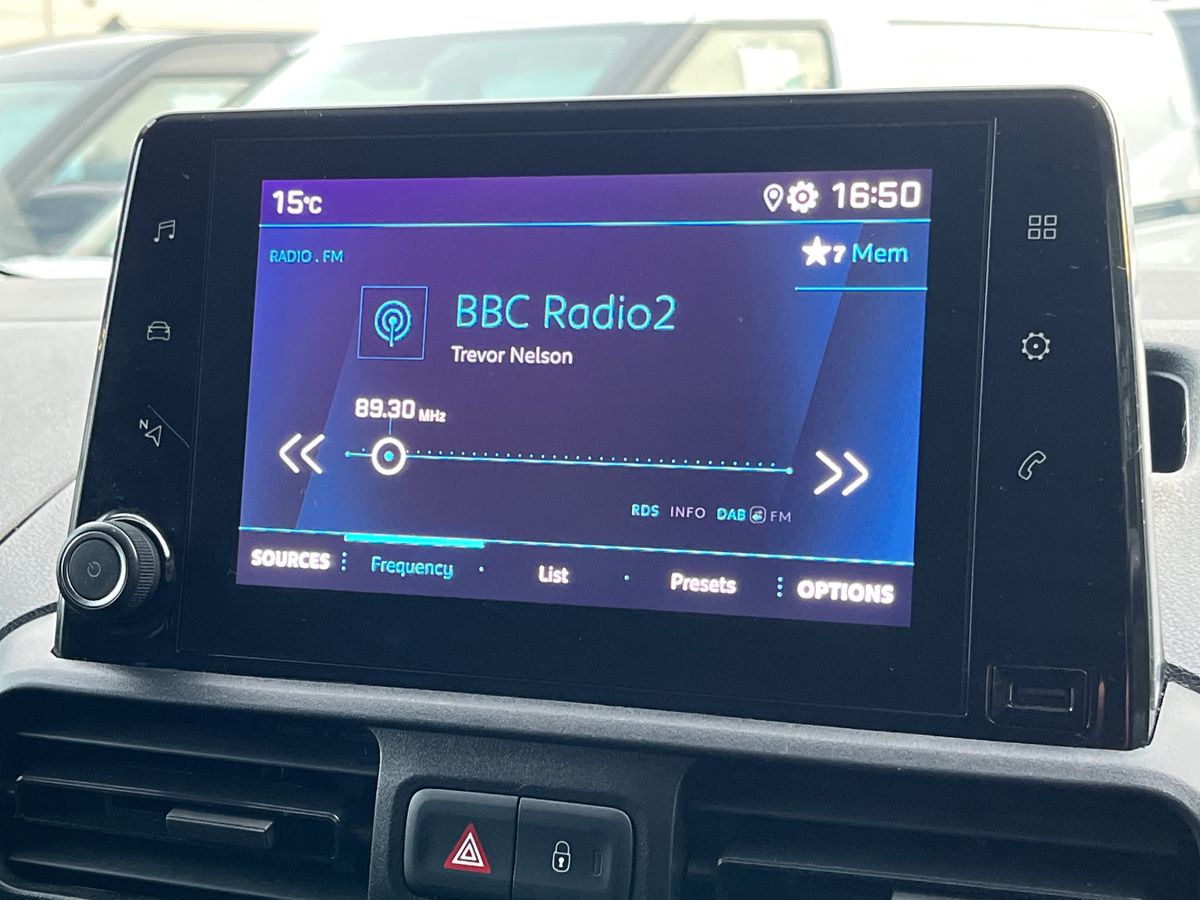 15°C 16:50
RADIO . FM 7 Mem
BBC Radio2
Trevor Nelson
N
89.30 MHz
RDS INFO DAB FM
SOURCES Frequency List Presets OPTIONS